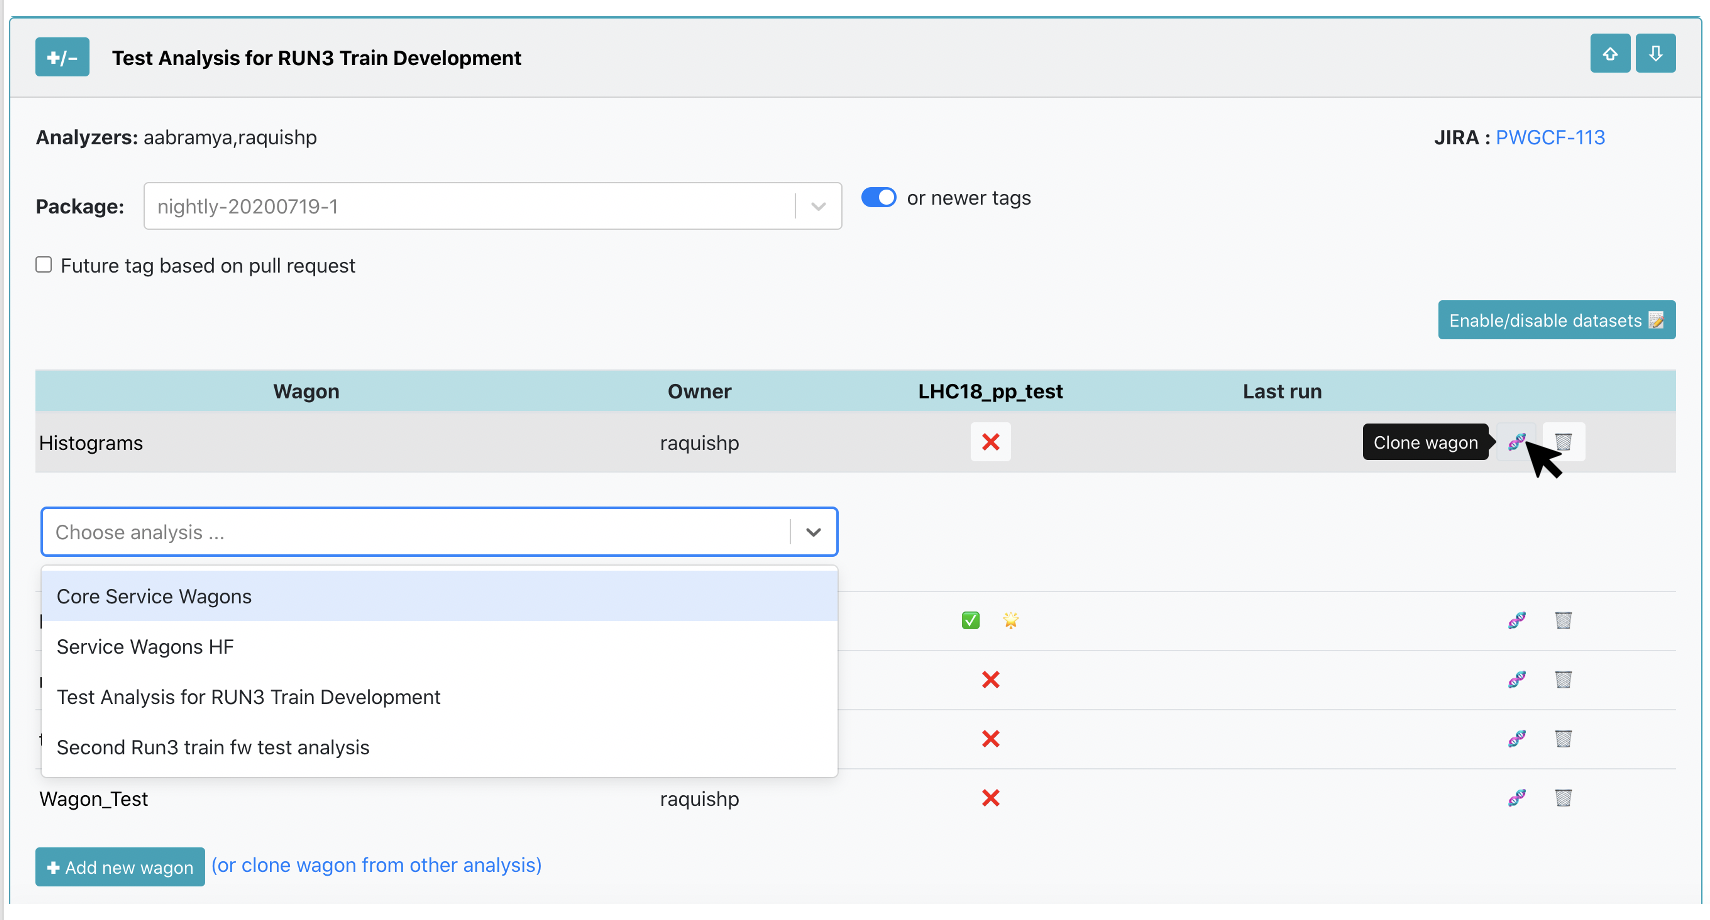 +/− Test Analysis for RUN3 Train Development
Analyzers: aabramya,raquishp JIRA : PWGCF-113
Package: nightly-20200719-1 or newer tags
Future tag based on pull request
Enable/disable datasets
Wagon Owner LHC18_pp_test Last run
Histograms raquishp Clone wagon
Choose analysis ...
Core Service Wagons
Service Wagons HF
Test Analysis for RUN3 Train Development
Second Run3 train fw test analysis
Wagon_Test raquishp
+ Add new wagon (or clone wagon from other analysis)